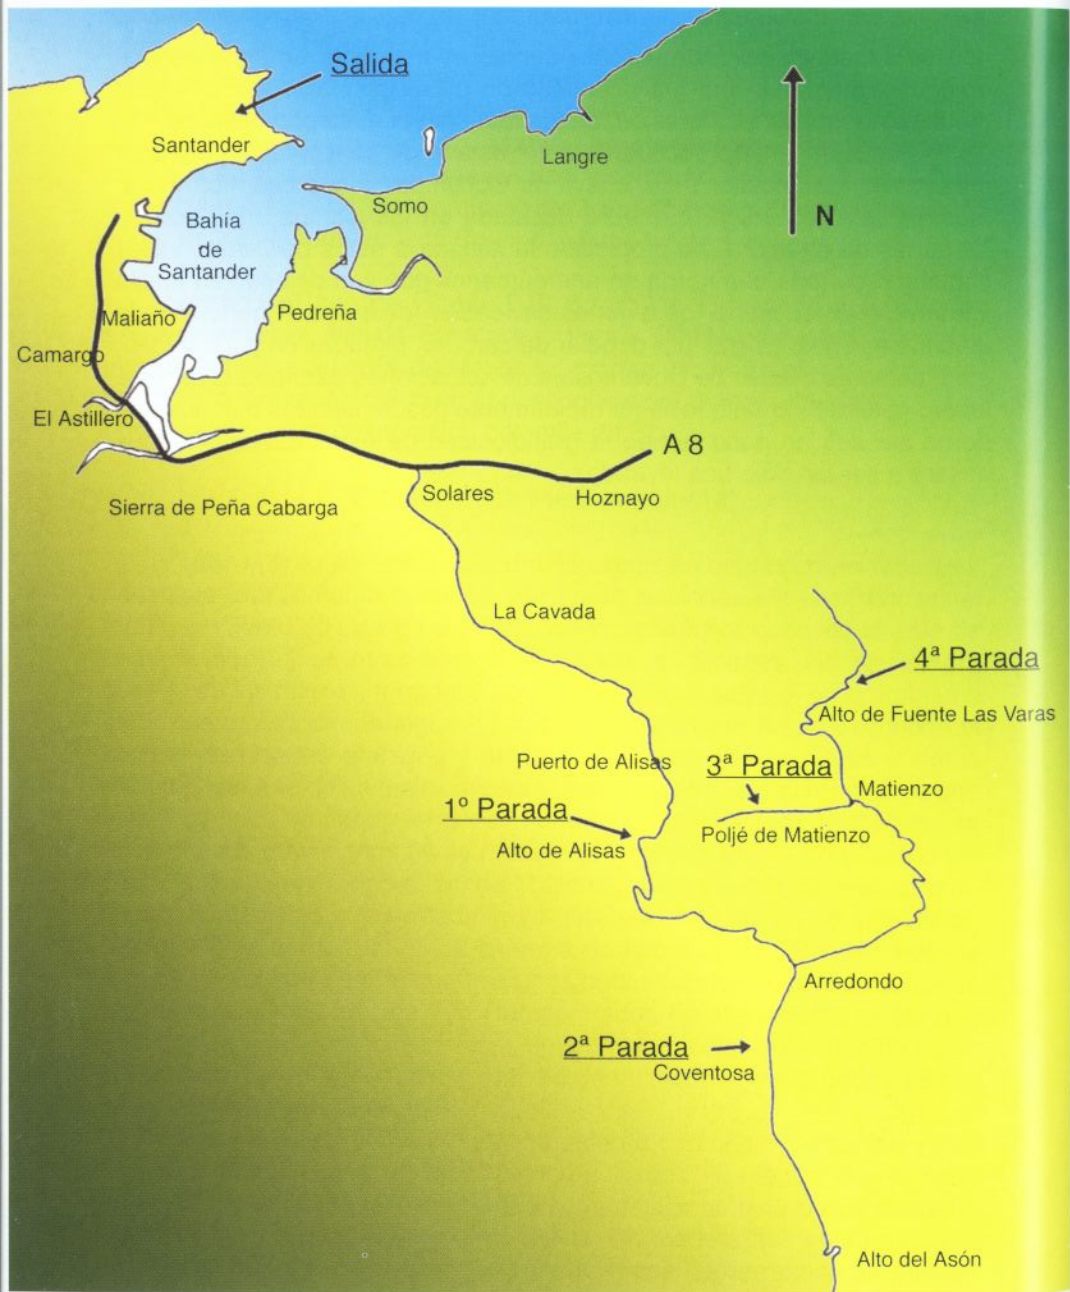 Salida
Santander
Langre
Somo
N
Bahía
de
Santander
Pedreña
Maliaño
Camargo
El Astillero
A 8
Solares
Hoznayo
Sierra de Peña Cabarga
La Cavada
4ª Parada
Alto de Fuente Las Varas
Puerto de Alisas
3ª Parada
Matienzo
1º Parada
Poljé de Matienzo
Alto de Alisas
Arredondo
2ª Parada
Coventosa
Alto del Asón